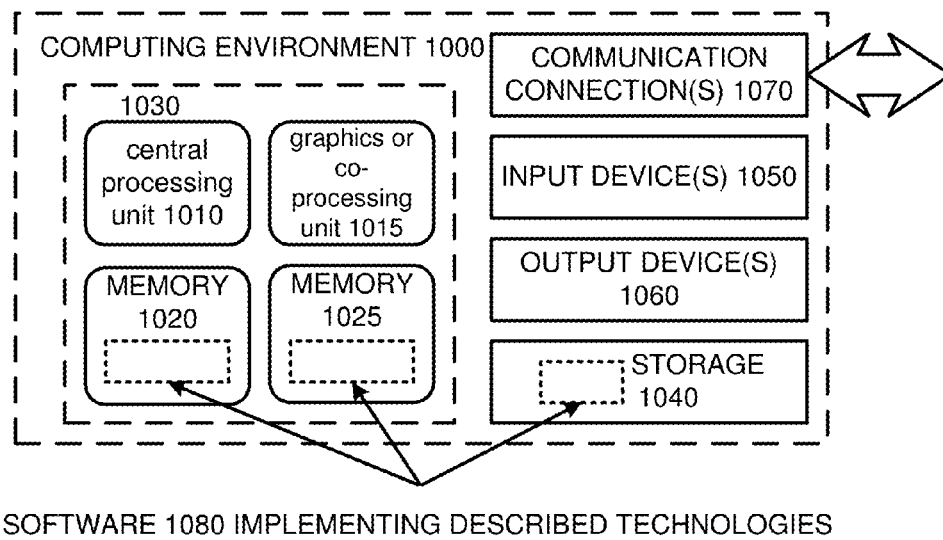 COMPUTING ENVIRONMENT 1000
1030
central
processing
unit 1010
graphics or
co-
processing
unit 1015
MEMORY
1020
MEMORY
1025
COMMUNICATION
CONNECTION(S) 1070
INPUT DEVICE(S) 1050
OUTPUT DEVICE(S)
1060
STORAGE
1040
SOFTWARE 1080 IMPLEMENTING DESCRIBED TECHNOLOGIES